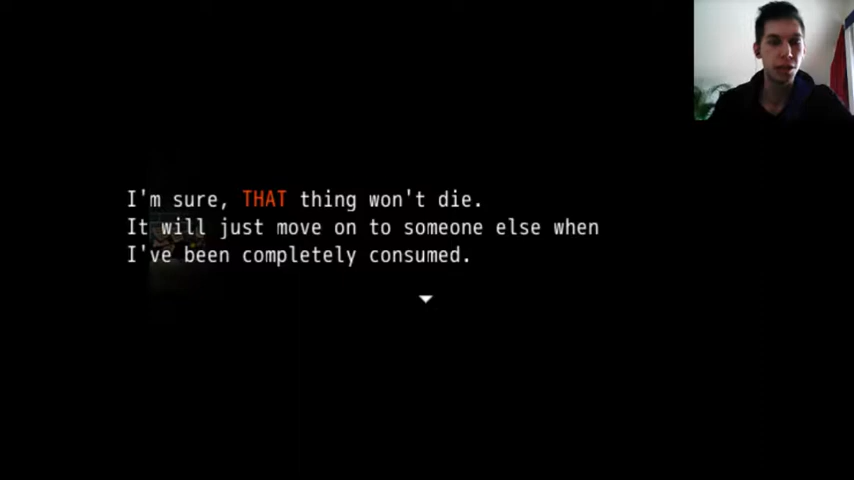 I'm sure, THAT thing won't die.
It will just move on to someone else when
I've been completely consumed.